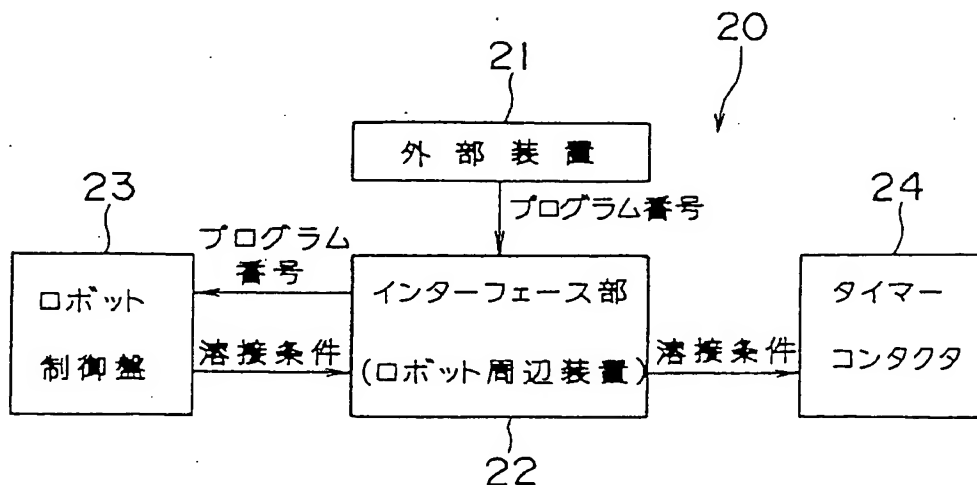 20
21
外部装置
プログラム番号
23
24
プログラム
番号
ロボット
制御盤
溶接条件
インターフェース部
(ロボット周辺装置)
溶接条件
タイマー
コンタクタ
22